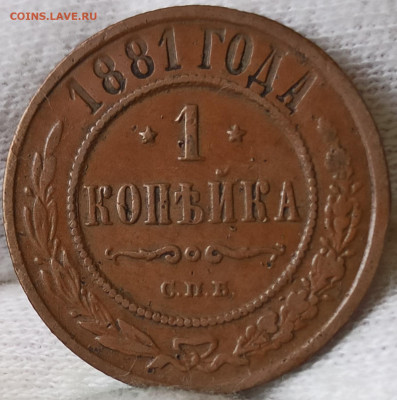 COINS.LAVE.RU
1881 ГОДА
1
КОПѢЙКА
С.П.Б.